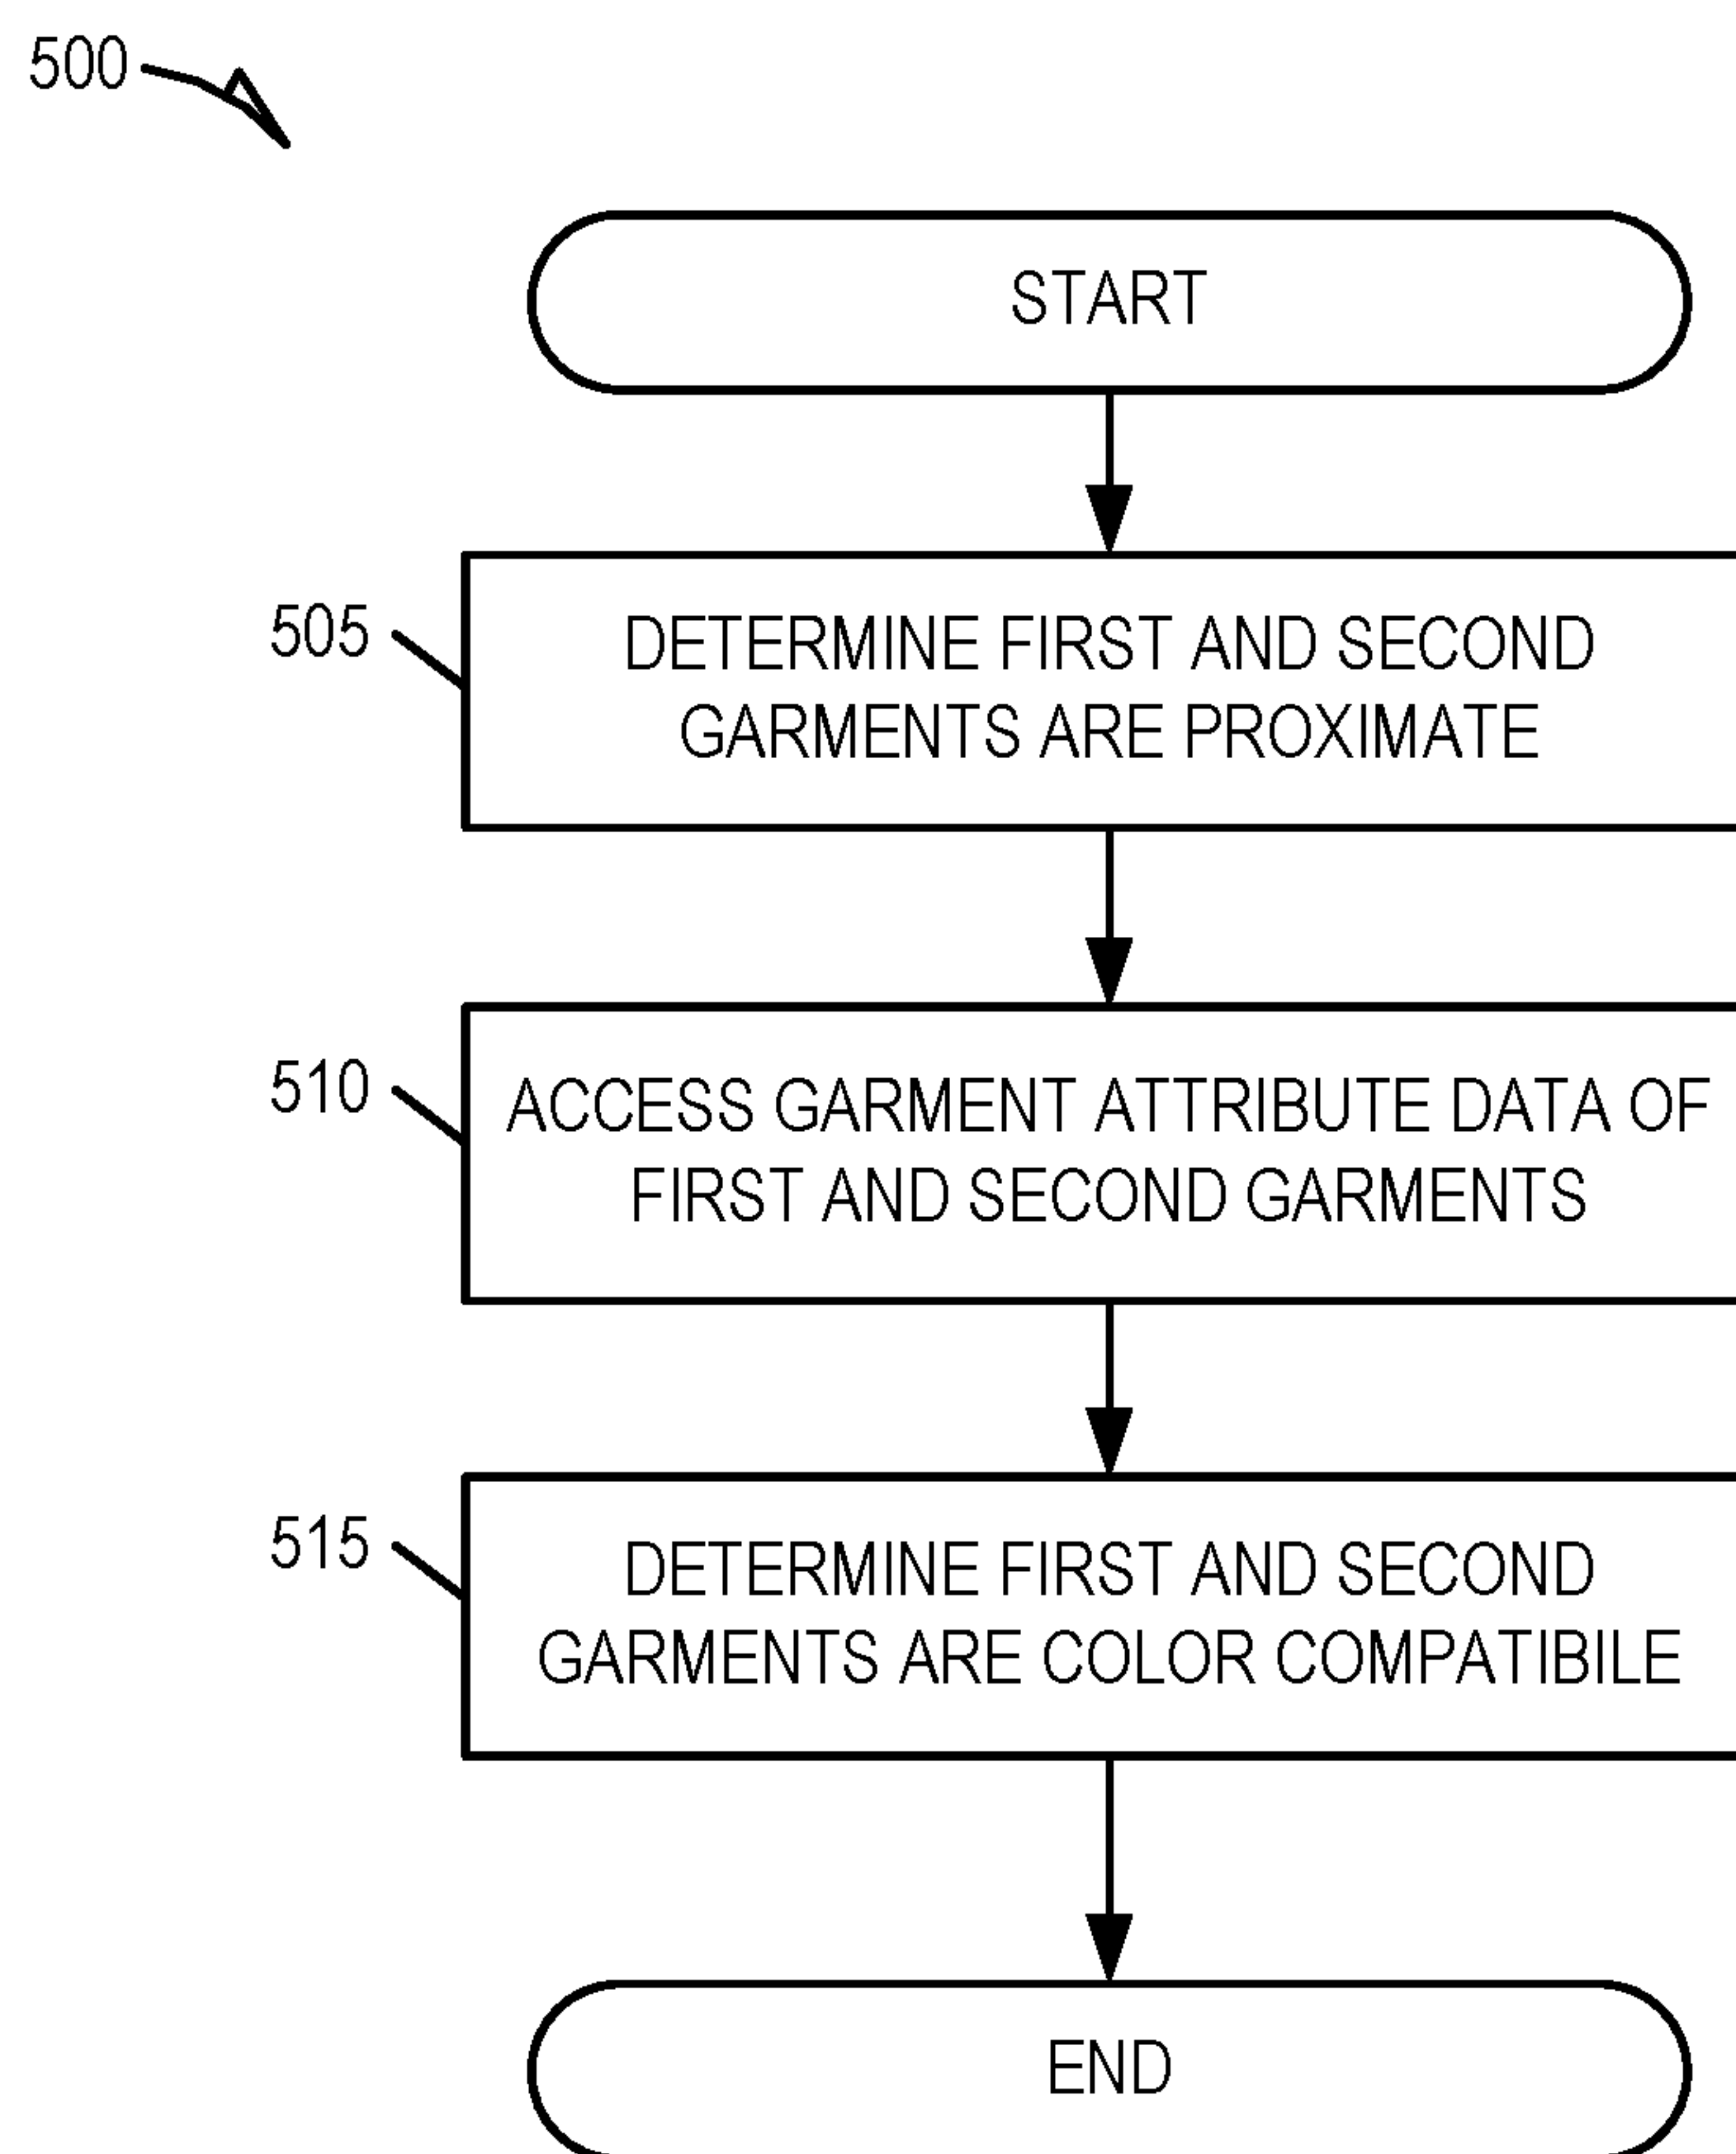 500
START
505
DETERMINE FIRST AND SECOND
GARMENTS ARE PROXIMATE
510
ACCESS GARMENT ATTRIBUTE DATA OF
FIRST AND SECOND GARMENTS
515
DETERMINE FIRST AND SECOND
GARMENTS ARE COLOR COMPATIBILE
END